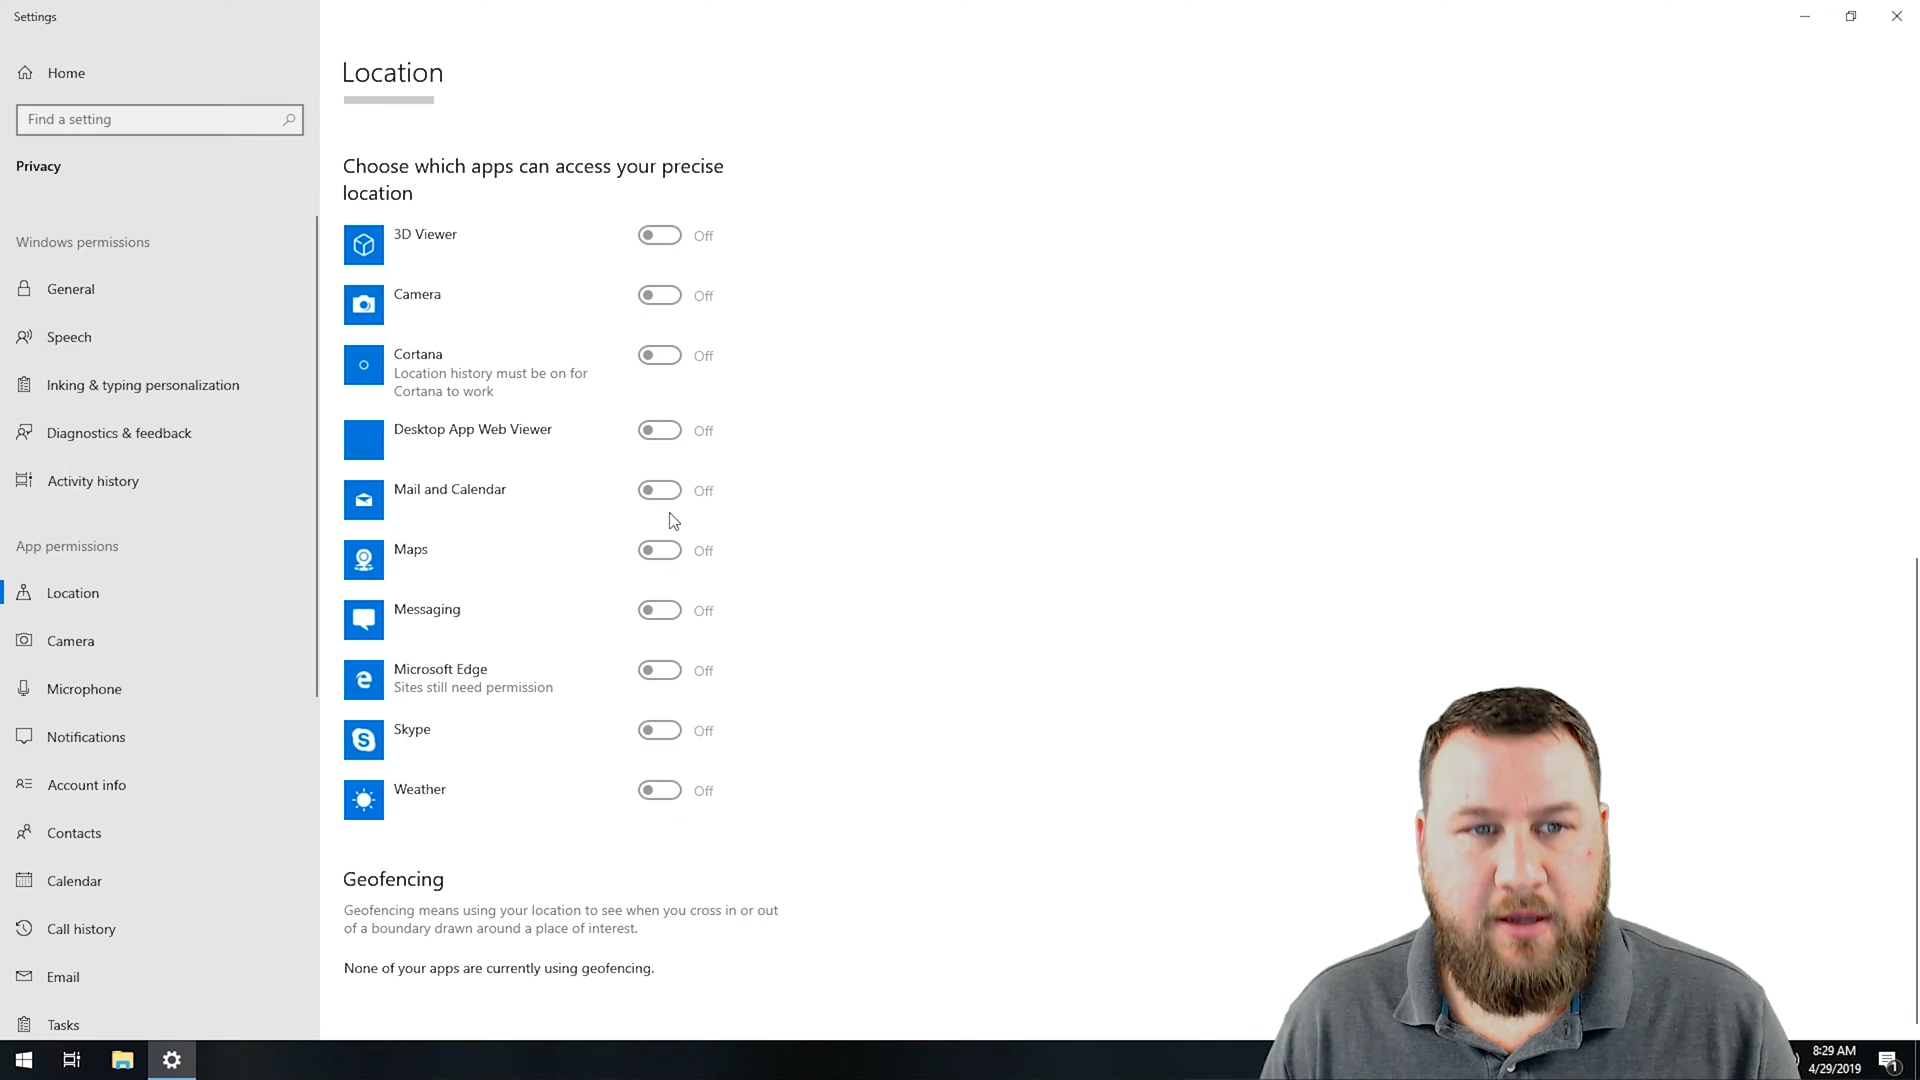 Settings
Home
Find a setting
Privacy
Windows permissions
General
Speech
Inking & typing personalization
Diagnostics & feedback
Activity history
App permissions
Location
Camera
Microphone
Notifications
Account info
Contacts
Calendar
Call history
Email
Tasks
Location
Choose which apps can access your precise
location
3D Viewer Off
Camera Off
Cortana Off
Location history must be on for
Cortana to work
Desktop App Web Viewer Off
Mail and Calendar Off
Maps Off
Messaging Off
Microsoft Edge Off
Sites still need permission
Skype Off
Weather Off
Geofencing
Geofencing means using your location to see when you cross in or out
of a boundary drawn around a place of interest.
None of your apps are currently using geofencing.
8:29 AM
4/29/2019
1